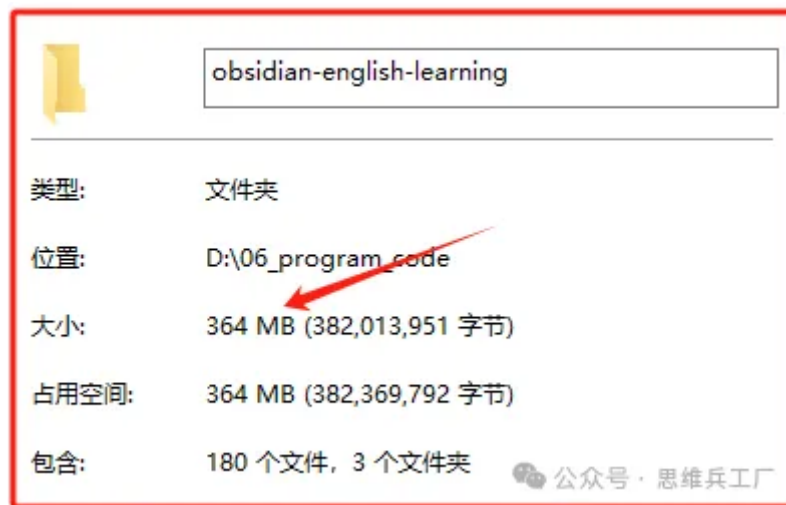 obsidian-english-learning
类型: 文件夹
位置: D:\06_program_code
大小: 364 MB (382,013,951 字节)
占用空间: 364 MB (382,369,792 字节)
包含: 180 个文件，3 个文件夹
公众号 · 思维兵工厂